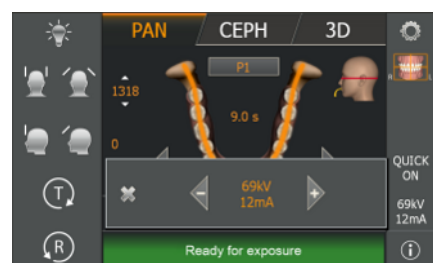 PAN
CEPH
3D
P1
1318
9.0 s
0
R
L
QUICK
ON
69kV
12mA
69kV
12mA
T
R
Ready for exposure
i